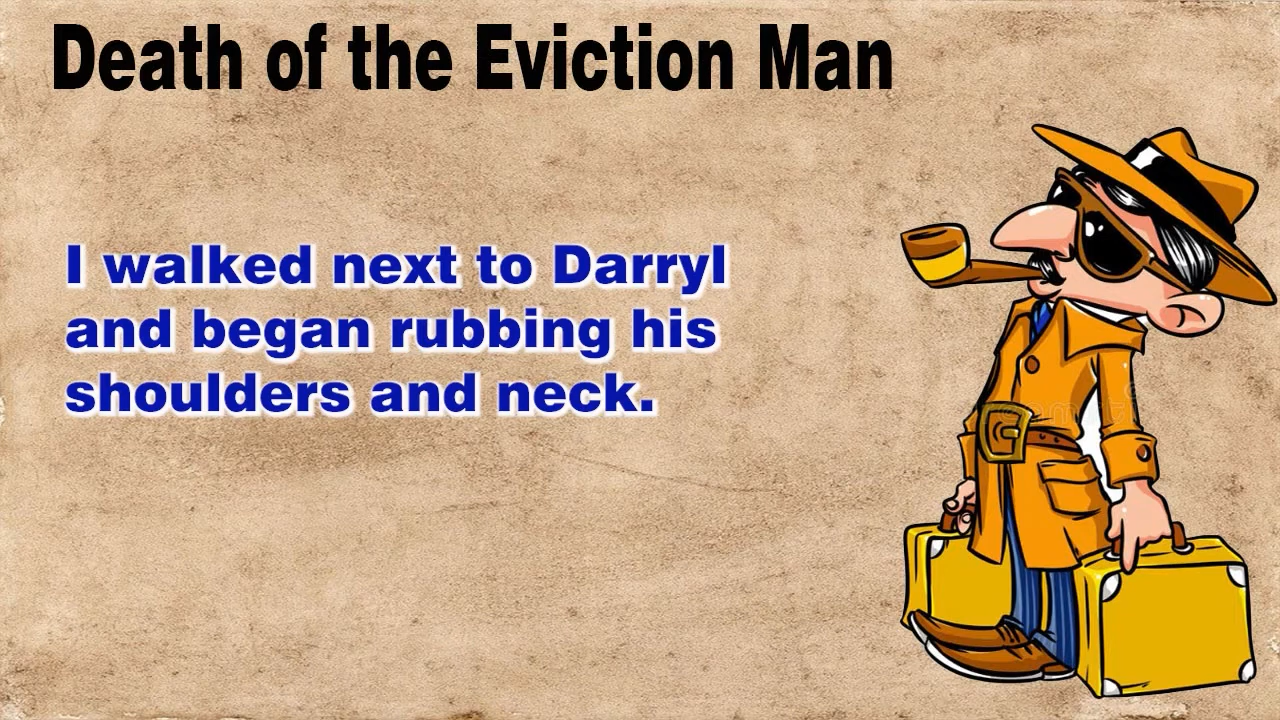 Death of the Eviction Man
I walked next to Darryl
and began rubbing his
shoulders and neck.